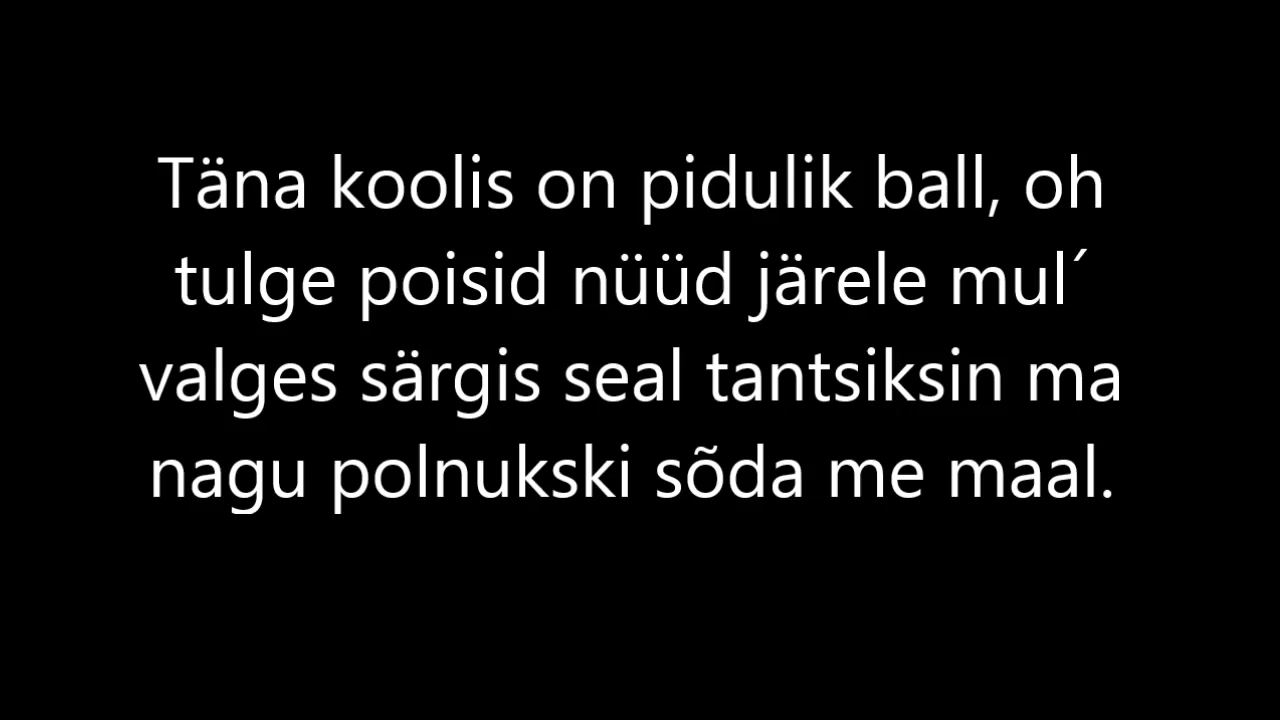 Täna koolis on pidulik ball, oh
tulge poisid nüüd järele mul´
valges särgis seal tantsiksin ma
nagu polnukski sõda me maal.